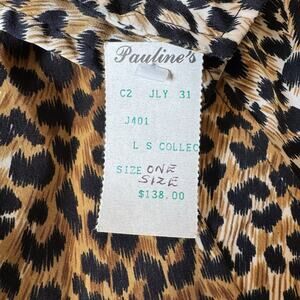 Pauline's
C2 JLY 31
J401
L S COLLEC
SIZE ONE
SIZE
$138.00